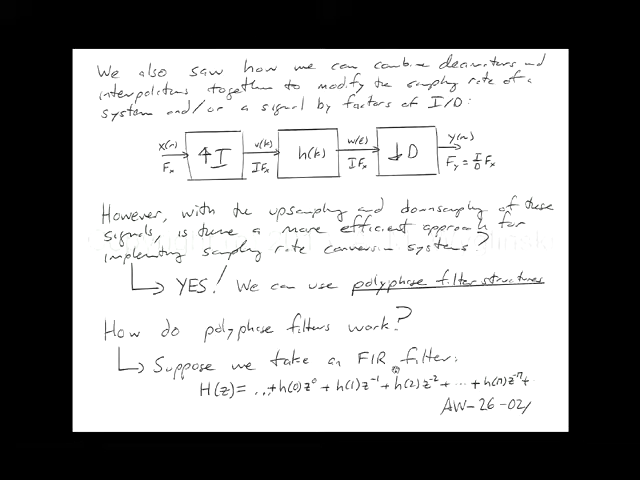 We also saw how we can combine decimators and
interpolators together to modify the sampling rate of a
system and/or a signal by factors of I/D:
x(n) v(k) w(k) y(m)
↑I h(k) ↓D
Fx IFx IFx Fy = I/D Fx
However, with the upsampling and downsampling of these
signals, is there a more efficient approach for
implementing sampling rate conversion systems?
↳ YES! We can use polyphase filter structures
How do polyphase filters work?
↳ Suppose we take an FIR filter:
H(z) = ...+h(0)z⁰ + h(1)z⁻¹ + h(2)z⁻² + ... + h(n)z⁻ⁿ +
AW-26-02/